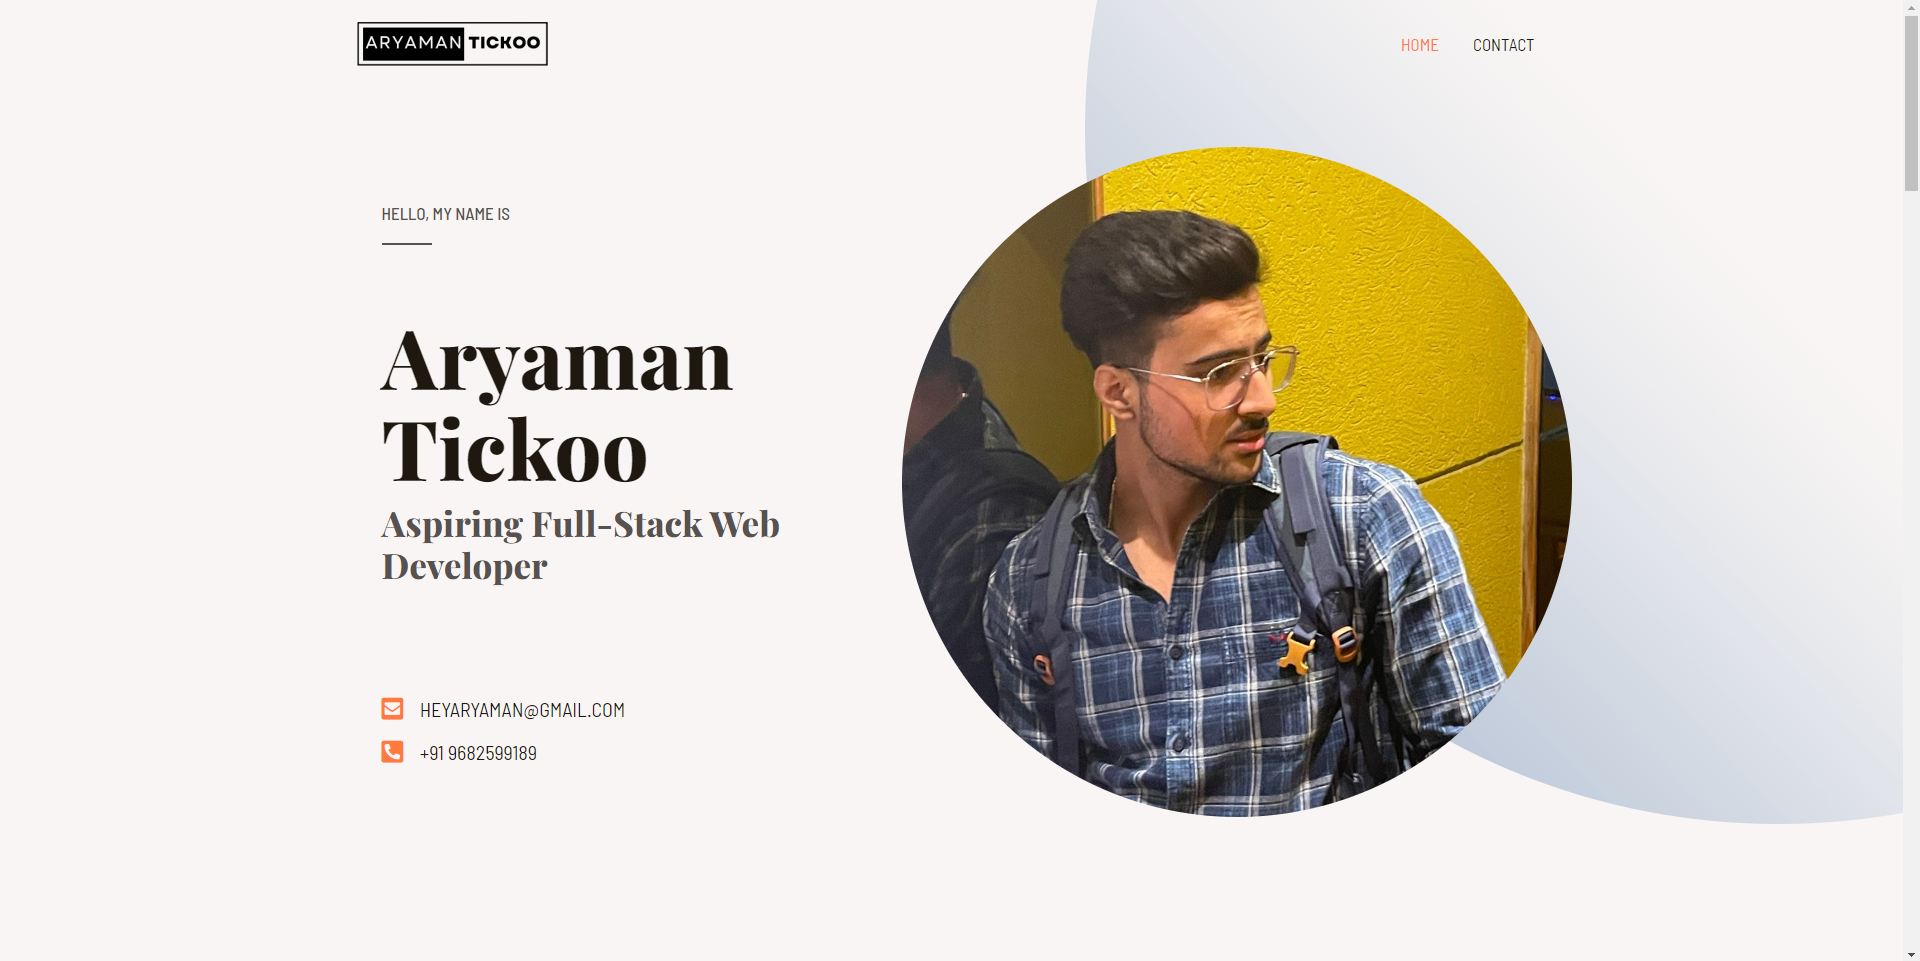 ARYAMAN TICKOO
HOME CONTACT
HELLO, MY NAME IS
Aryaman
Tickoo
Aspiring Full-Stack Web
Developer
HEYARYAMAN@GMAIL.COM
+91 9682599189